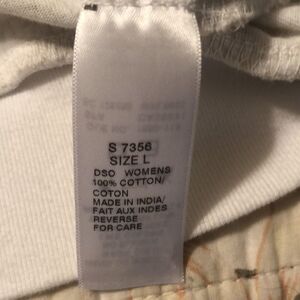 S 7356
SIZE L
DSO WOMENS
100% COTTON/
COTON
MADE IN INDIA/
FAIT AUX INDES
REVERSE
FOR CARE